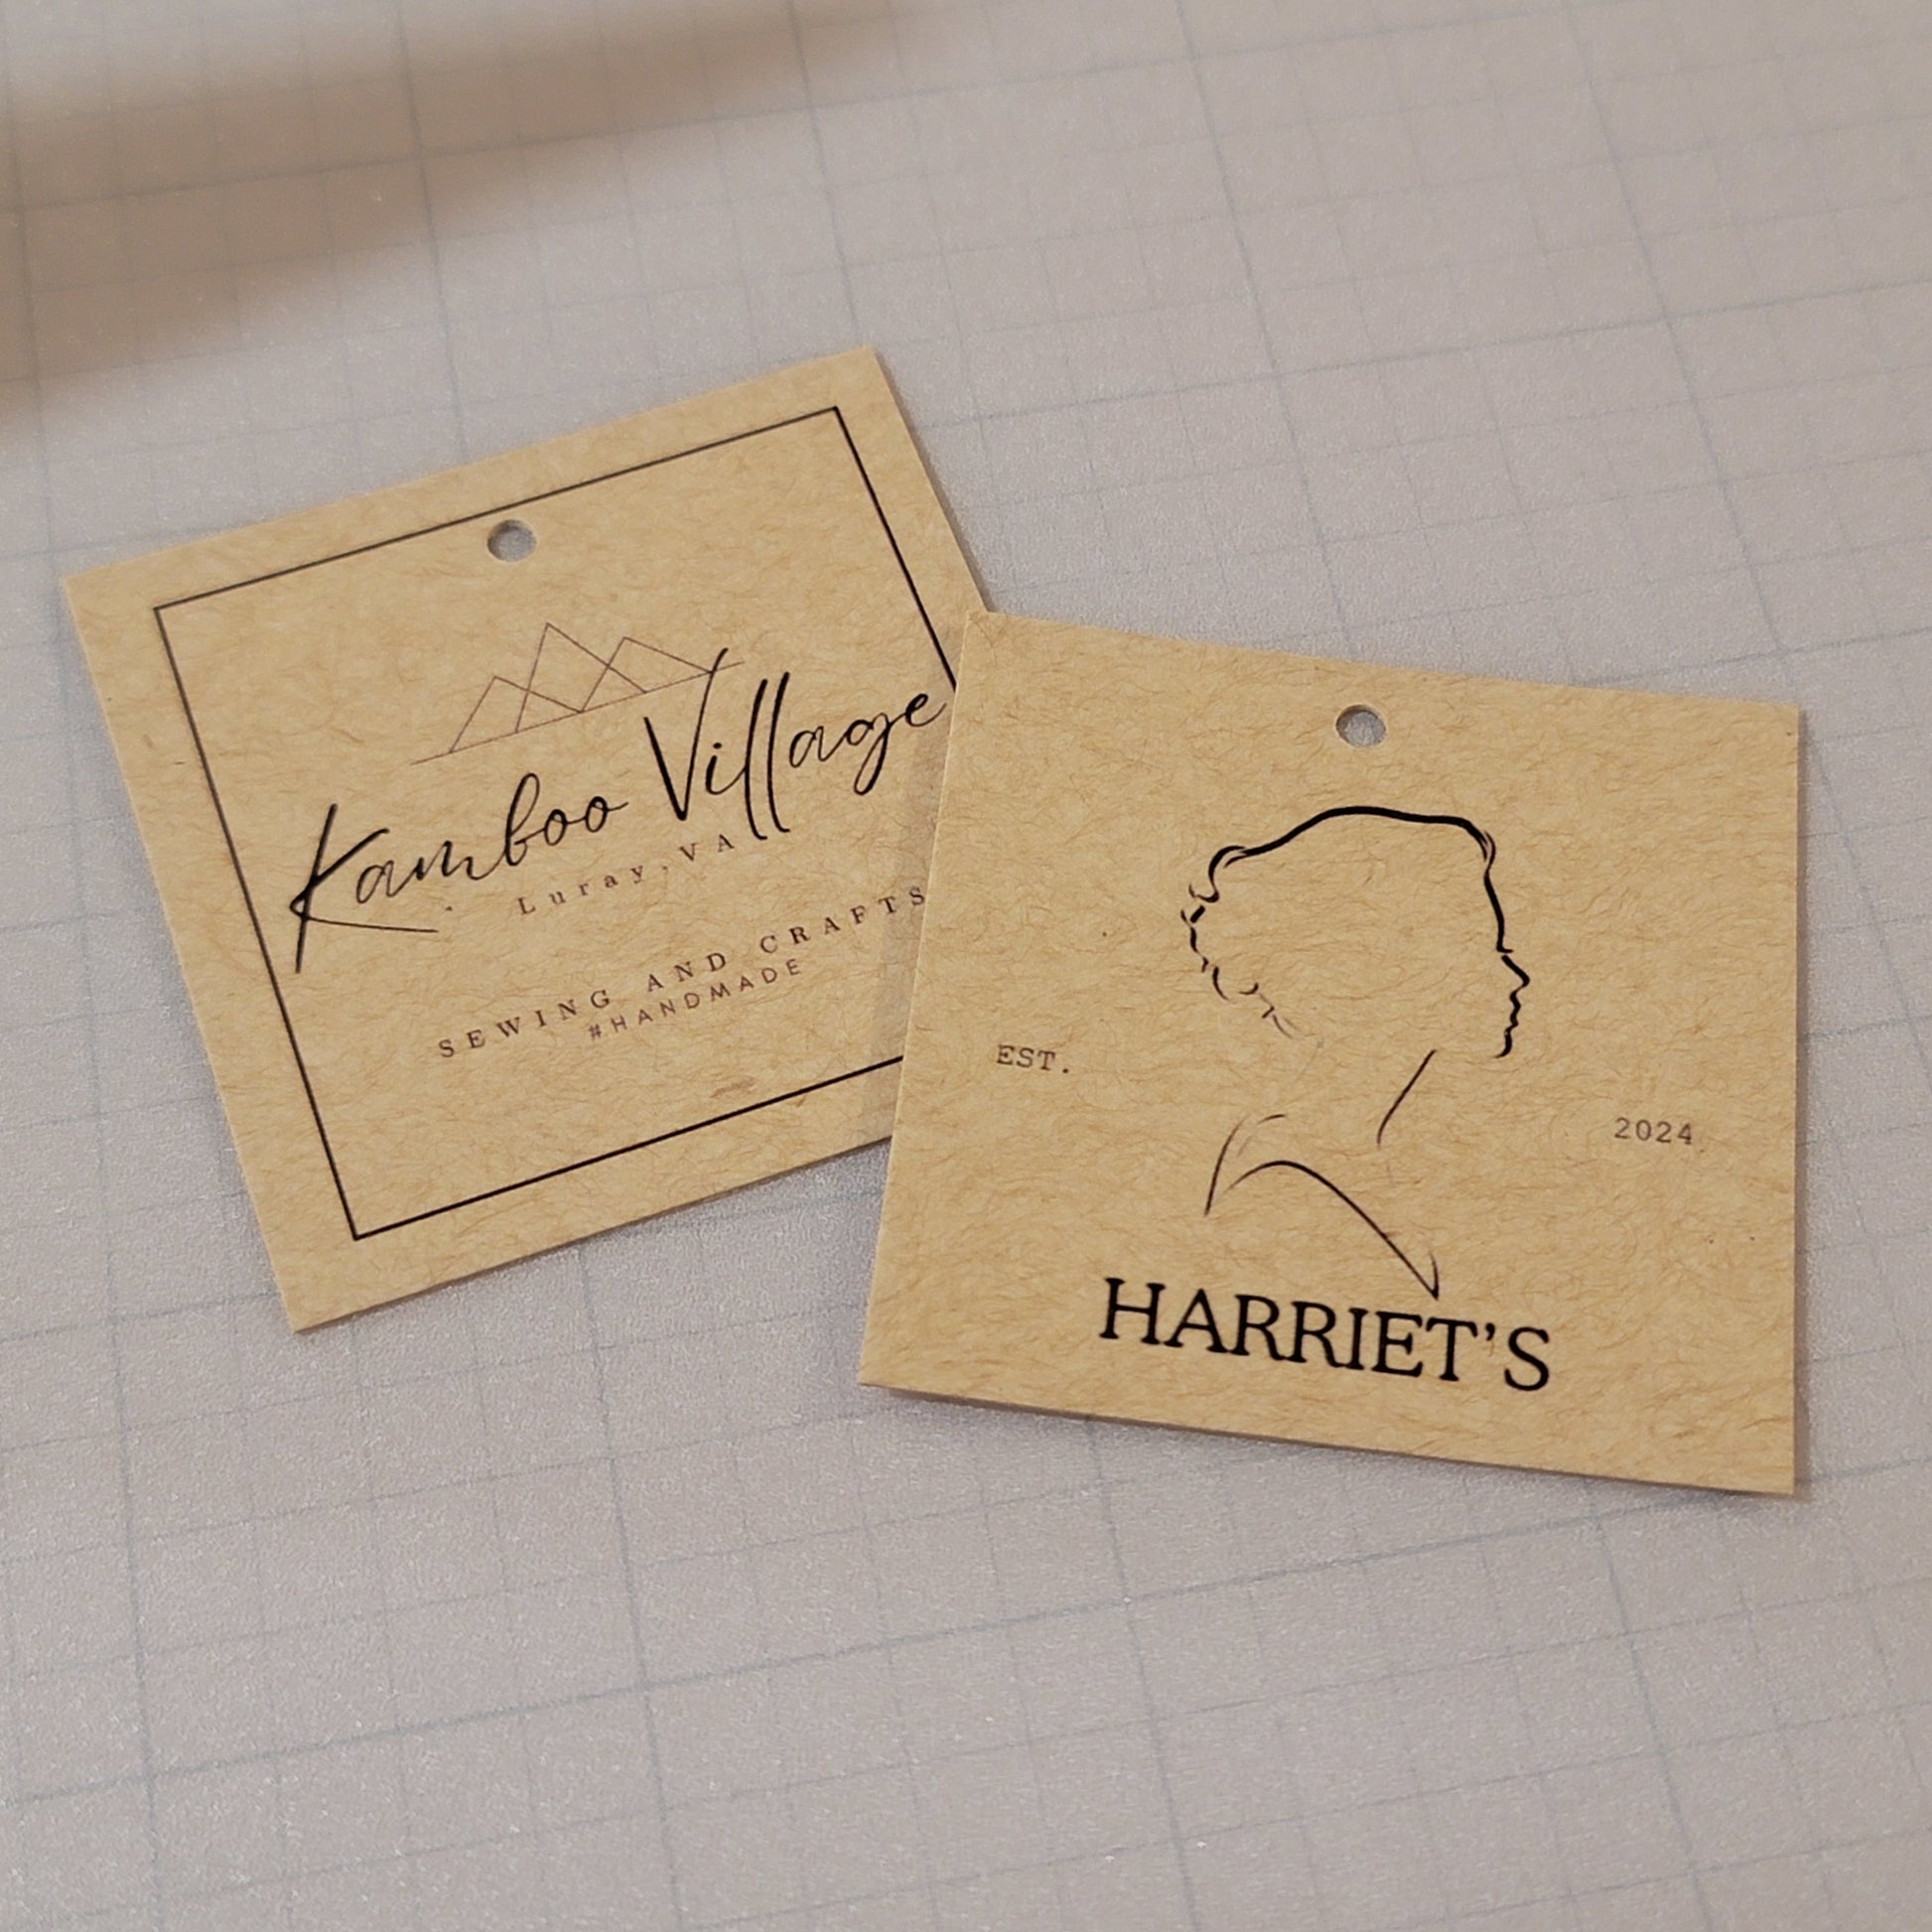 Kamboo Village
Luray, VA
SEWING AND CRAFTS
#HANDMADE
EST.
2024
HARRIET'S